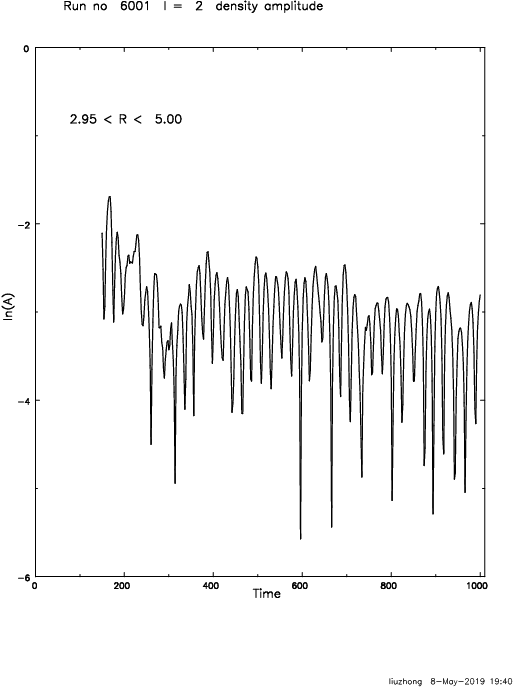 Run no 6001 l = 2 density amplitude
0
2.95 < R < 5.00
-2
ln(A)
-4
-6
0 200 400 600 800 1000
Time
liuzhong 8-May-2019 19:40